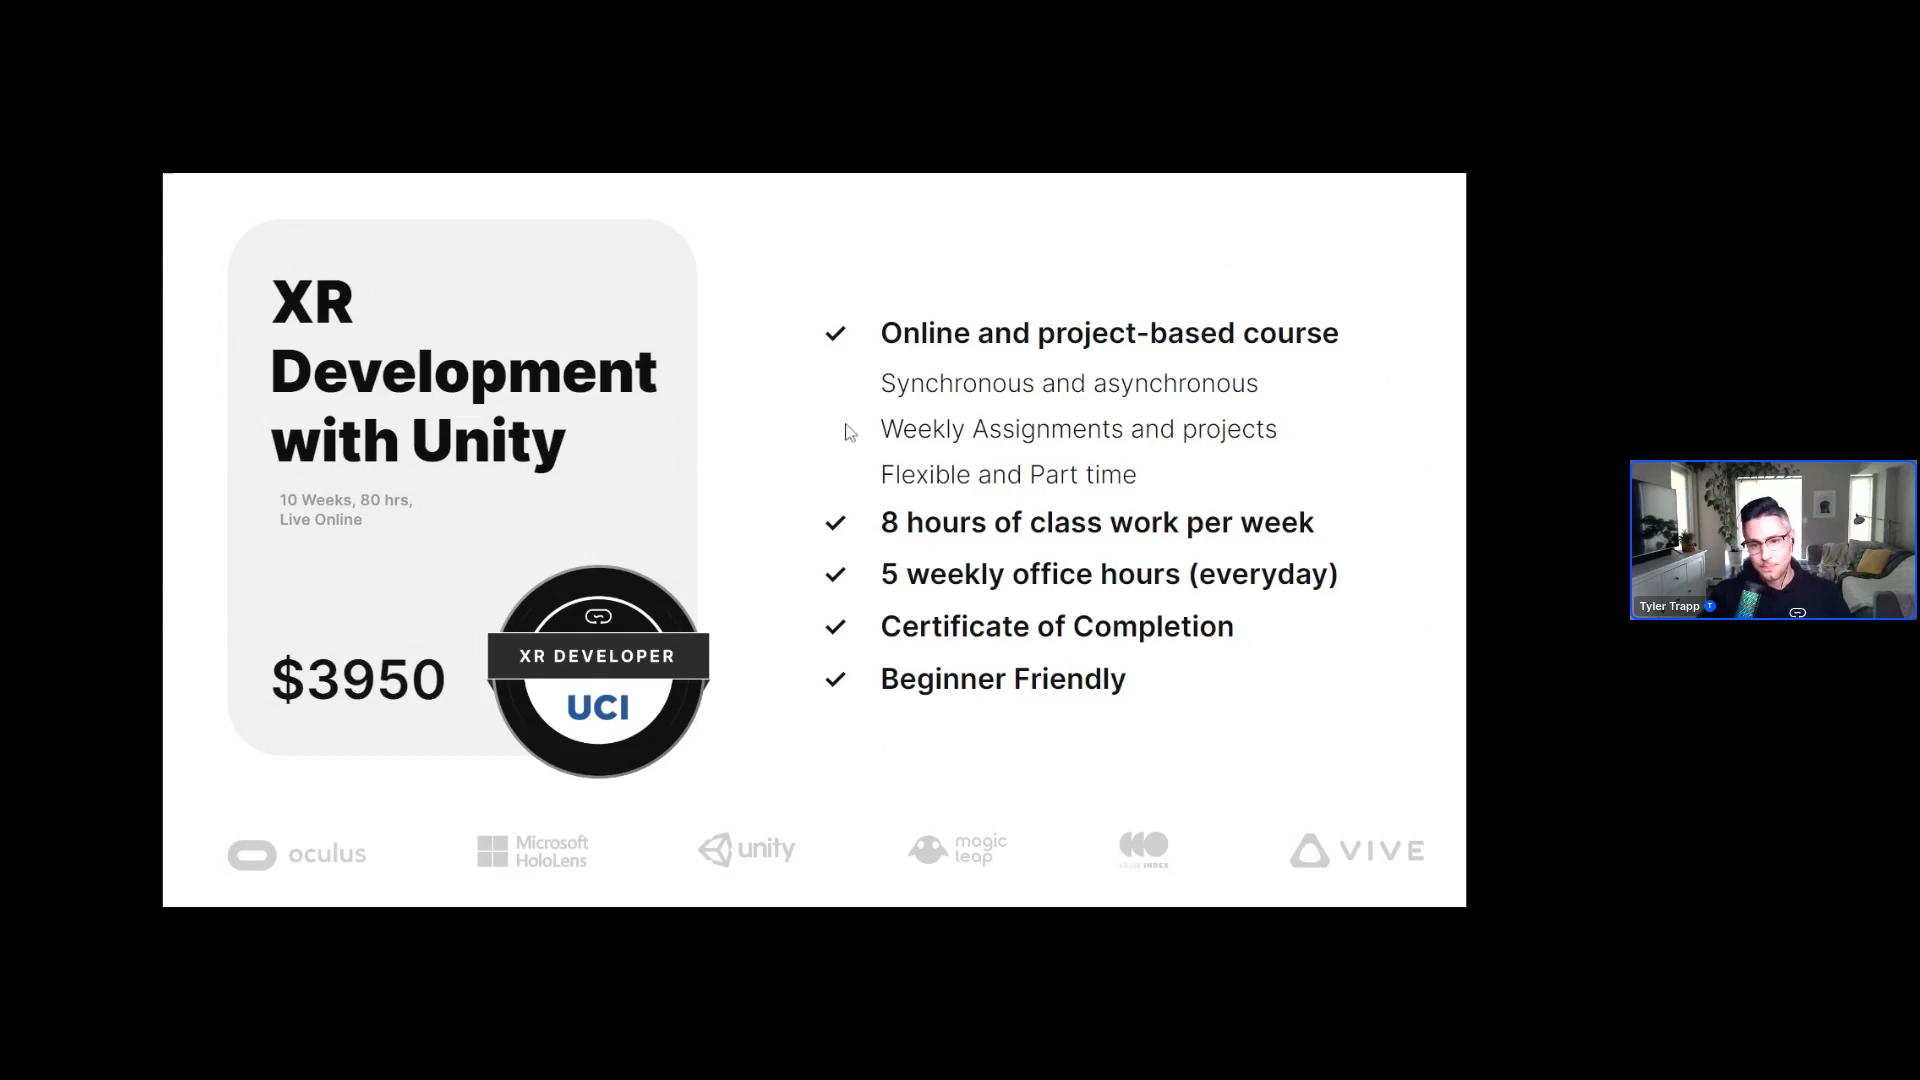 XR
Development
with Unity
10 Weeks, 80 hrs,
Live Online
$3950
XR DEVELOPER
UCI
Online and project-based course
Synchronous and asynchronous
Weekly Assignments and projects
Flexible and Part time
8 hours of class work per week
5 weekly office hours (everyday)
Certificate of Completion
Beginner Friendly
oculus
Microsoft
HoloLens
unity
magic
leap
VALVE INDEX
VIVE
Tyler Trapp T